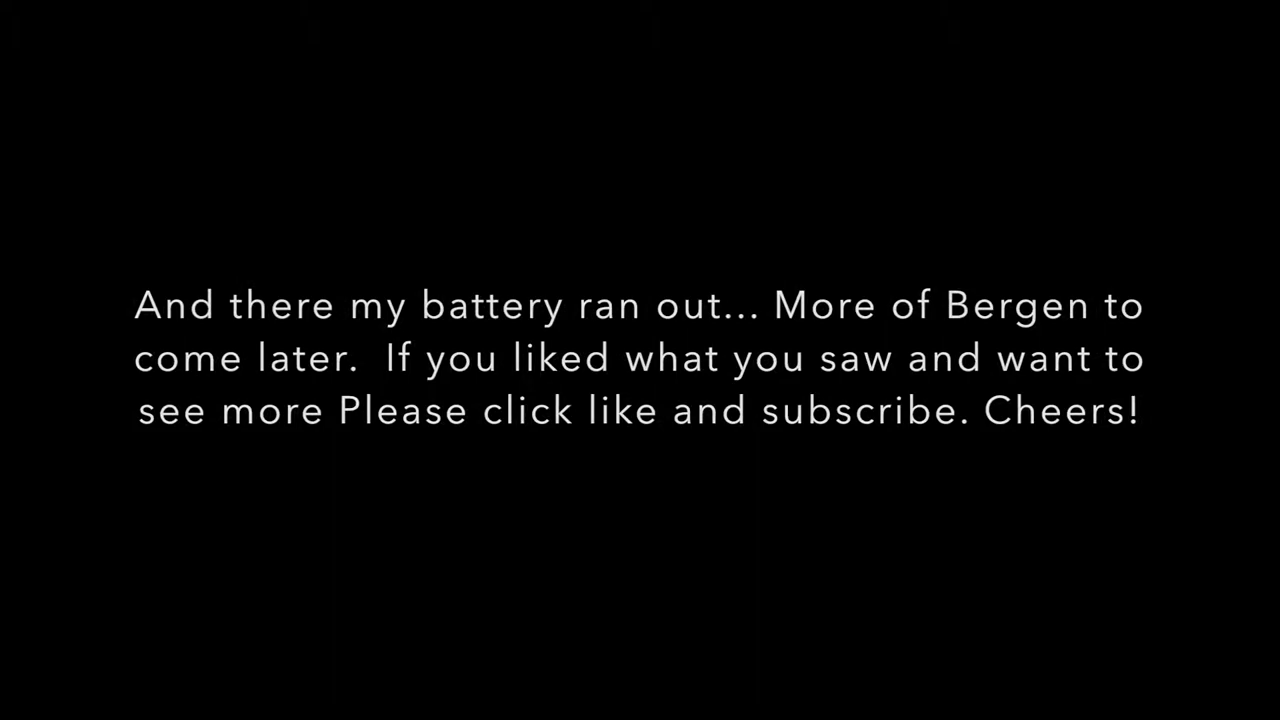 And there my battery ran out... More of Bergen to
come later.  If you liked what you saw and want to
see more Please click like and subscribe. Cheers!